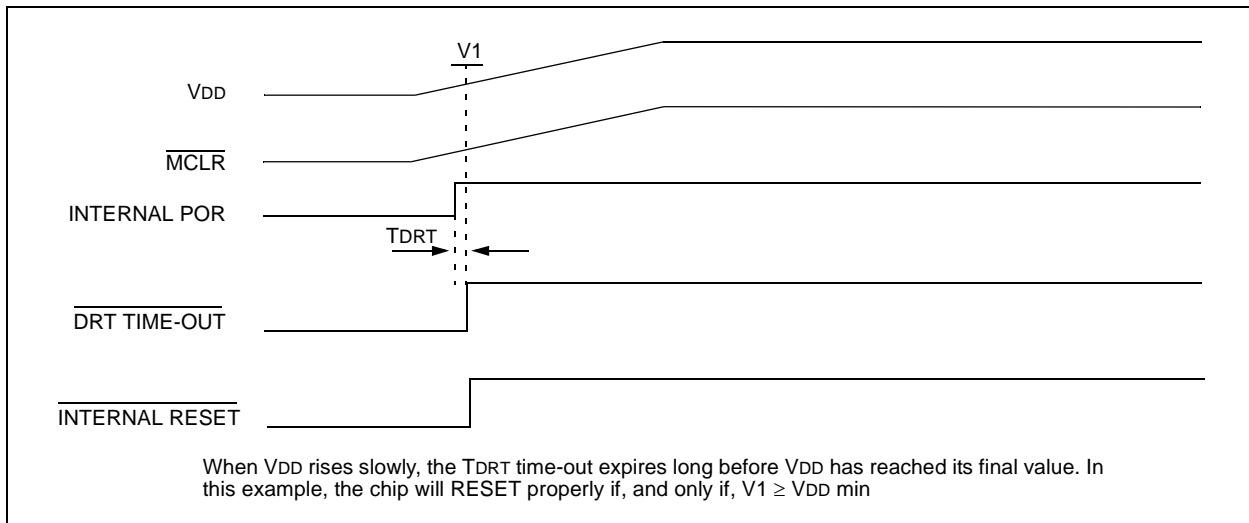 V1
VDD
MCLR
INTERNAL POR
TDRT
DRT TIME-OUT
INTERNAL RESET
When VDD rises slowly, the TDRT time-out expires long before VDD has reached its final value. In
this example, the chip will RESET properly if, and only if, V1 ≥ VDD min